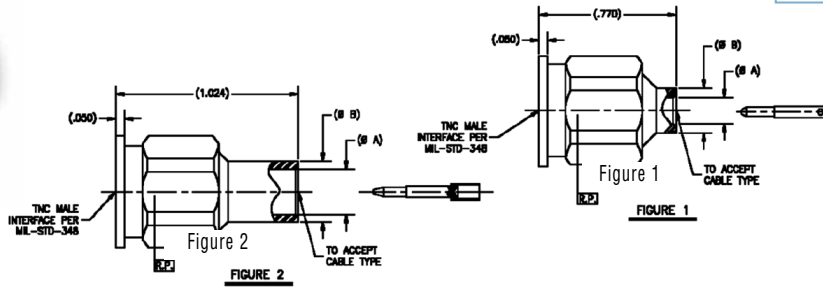 (1.024)
(.050)
(Ø B)
(Ø A)
TNC MALE
INTERFACE PER
MIL-STD-348
Figure 2
R.P.
TO ACCEPT
CABLE TYPE
FIGURE 2
(.770)
(.050)
(Ø B)
(Ø A)
TNC MALE
INTERFACE PER
MIL-STD-348
Figure 1
R.P.
TO ACCEPT
CABLE TYPE
FIGURE 1